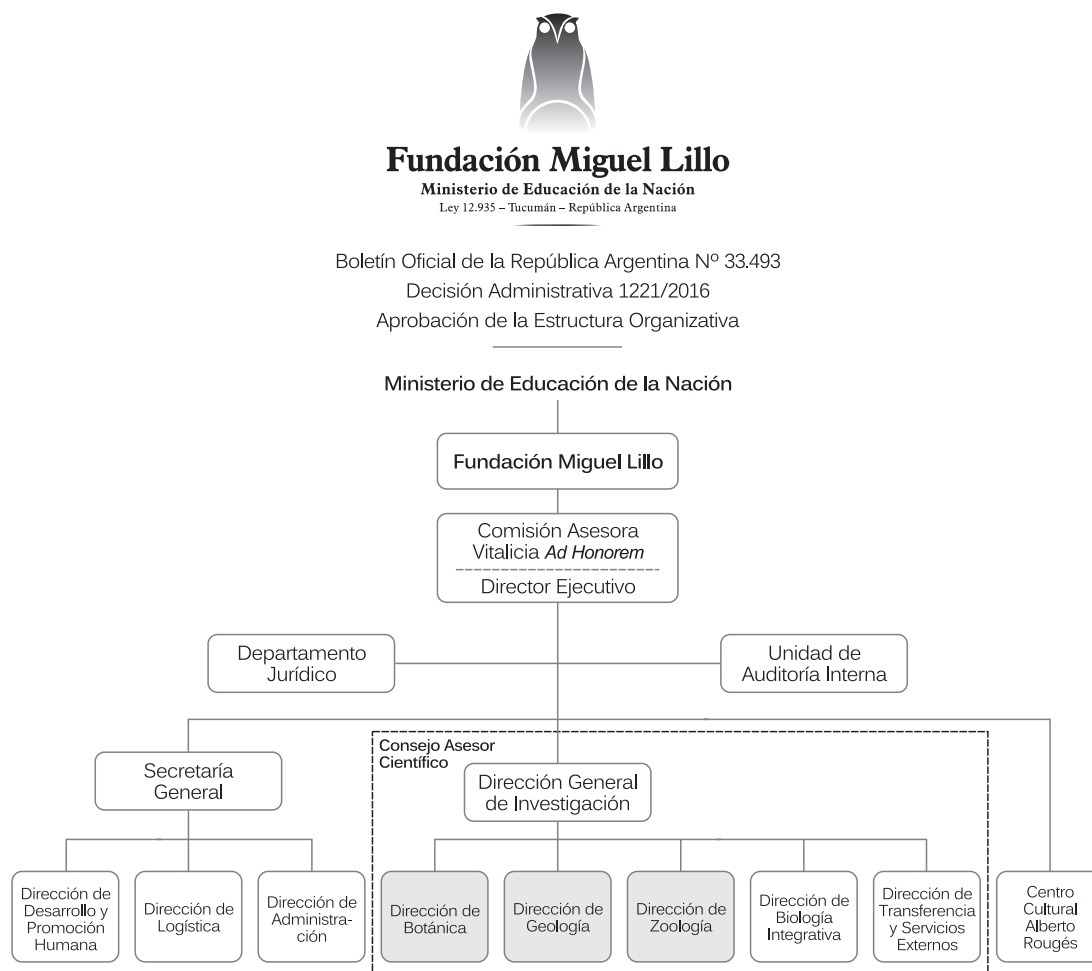 Fundación Miguel Lillo
Ministerio de Educación de la Nación
Ley 12.935 – Tucumán – República Argentina
Boletín Oficial de la República Argentina Nº 33.493
Decisión Administrativa 1221/2016
Aprobación de la Estructura Organizativa
Ministerio de Educación de la Nación
Fundación Miguel Lillo
Comisión Asesora
Vitalicia Ad Honorem
Director Ejecutivo
Departamento
Jurídico
Unidad de
Auditoría Interna
Secretaría
General
Consejo Asesor
Científico
Dirección General
de Investigación
Dirección de
Desarrollo y
Promoción
Humana
Dirección de
Logística
Dirección de
Administra-
ción
Dirección de
Botánica
Dirección de
Geología
Dirección de
Zoología
Dirección de
Biología
Integrativa
Dirección de
Transferencia
y Servicios
Externos
Centro
Cultural
Alberto
Rougés